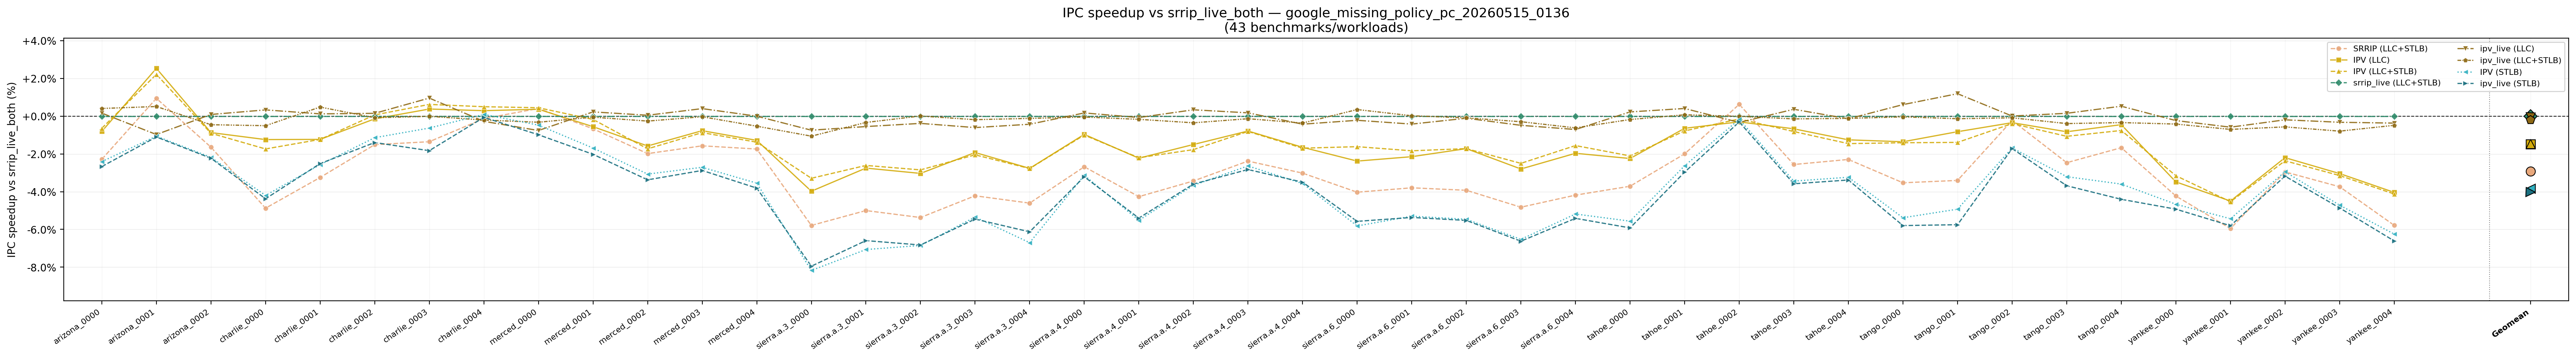 IPC speedup vs srrip_live_both — google_missing_policy_pc_20260515_0136
(43 benchmarks/workloads)
IPC speedup vs srrip_live_both (%)
+4.0%
+2.0%
+0.0%
-2.0%
-4.0%
-6.0%
-8.0%
SRRIP (LLC+STLB)
IPV (LLC)
IPV (LLC+STLB)
srrip_live (LLC+STLB)
ipv_live (LLC)
ipv_live (LLC+STLB)
IPV (STLB)
ipv_live (STLB)
arizona_0000
arizona_0001
arizona_0002
charlie_0000
charlie_0001
charlie_0002
charlie_0003
charlie_0004
merced_0000
merced_0001
merced_0002
merced_0003
merced_0004
sierra.a.3_0000
sierra.a.3_0001
sierra.a.3_0002
sierra.a.3_0003
sierra.a.3_0004
sierra.a.4_0000
sierra.a.4_0001
sierra.a.4_0002
sierra.a.4_0003
sierra.a.4_0004
sierra.a.6_0000
sierra.a.6_0001
sierra.a.6_0002
sierra.a.6_0003
sierra.a.6_0004
tahoe_0000
tahoe_0001
tahoe_0002
tahoe_0003
tahoe_0004
tango_0000
tango_0001
tango_0002
tango_0003
tango_0004
yankee_0000
yankee_0001
yankee_0002
yankee_0003
yankee_0004
Geomean